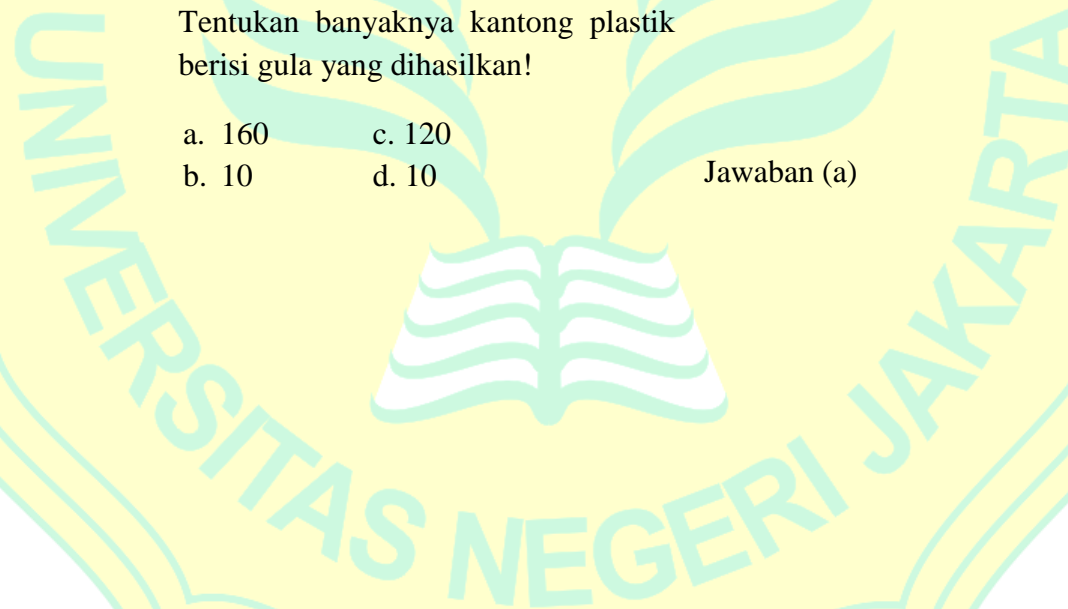 Tentukan banyaknya kantong plastik
berisi gula yang dihasilkan!
a. 160 c. 120
b. 10 d. 10
Jawaban (a)
UNIVERSITAS NEGERI JAKARTA